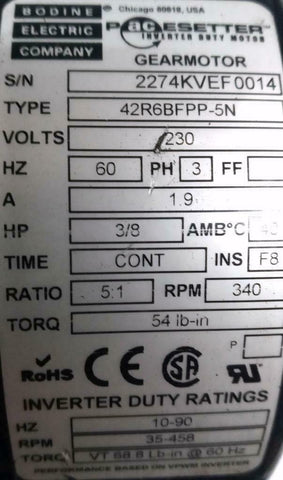 BODINE ® Chicago 60618, USA
ELECTRIC PACESETTER™
COMPANY INVERTER DUTY MOTOR
GEARMOTOR
S/N 2274KVEF0014
TYPE 42R6BFPP-5N
VOLTS 230
HZ 60 PH 3 FF
A 1.9
HP 3/8 AMB°C 40
TIME CONT INS F8
RATIO 5:1 RPM 340
TORQ 54 lb-in
P
RoHS CE SA UR
INVERTER DUTY RATINGS
HZ 10-90
RPM 35-458
TORQ VT 68.8 Lb-in @ 60 Hz
PERFORMANCE BASED ON VPWM INVERTER